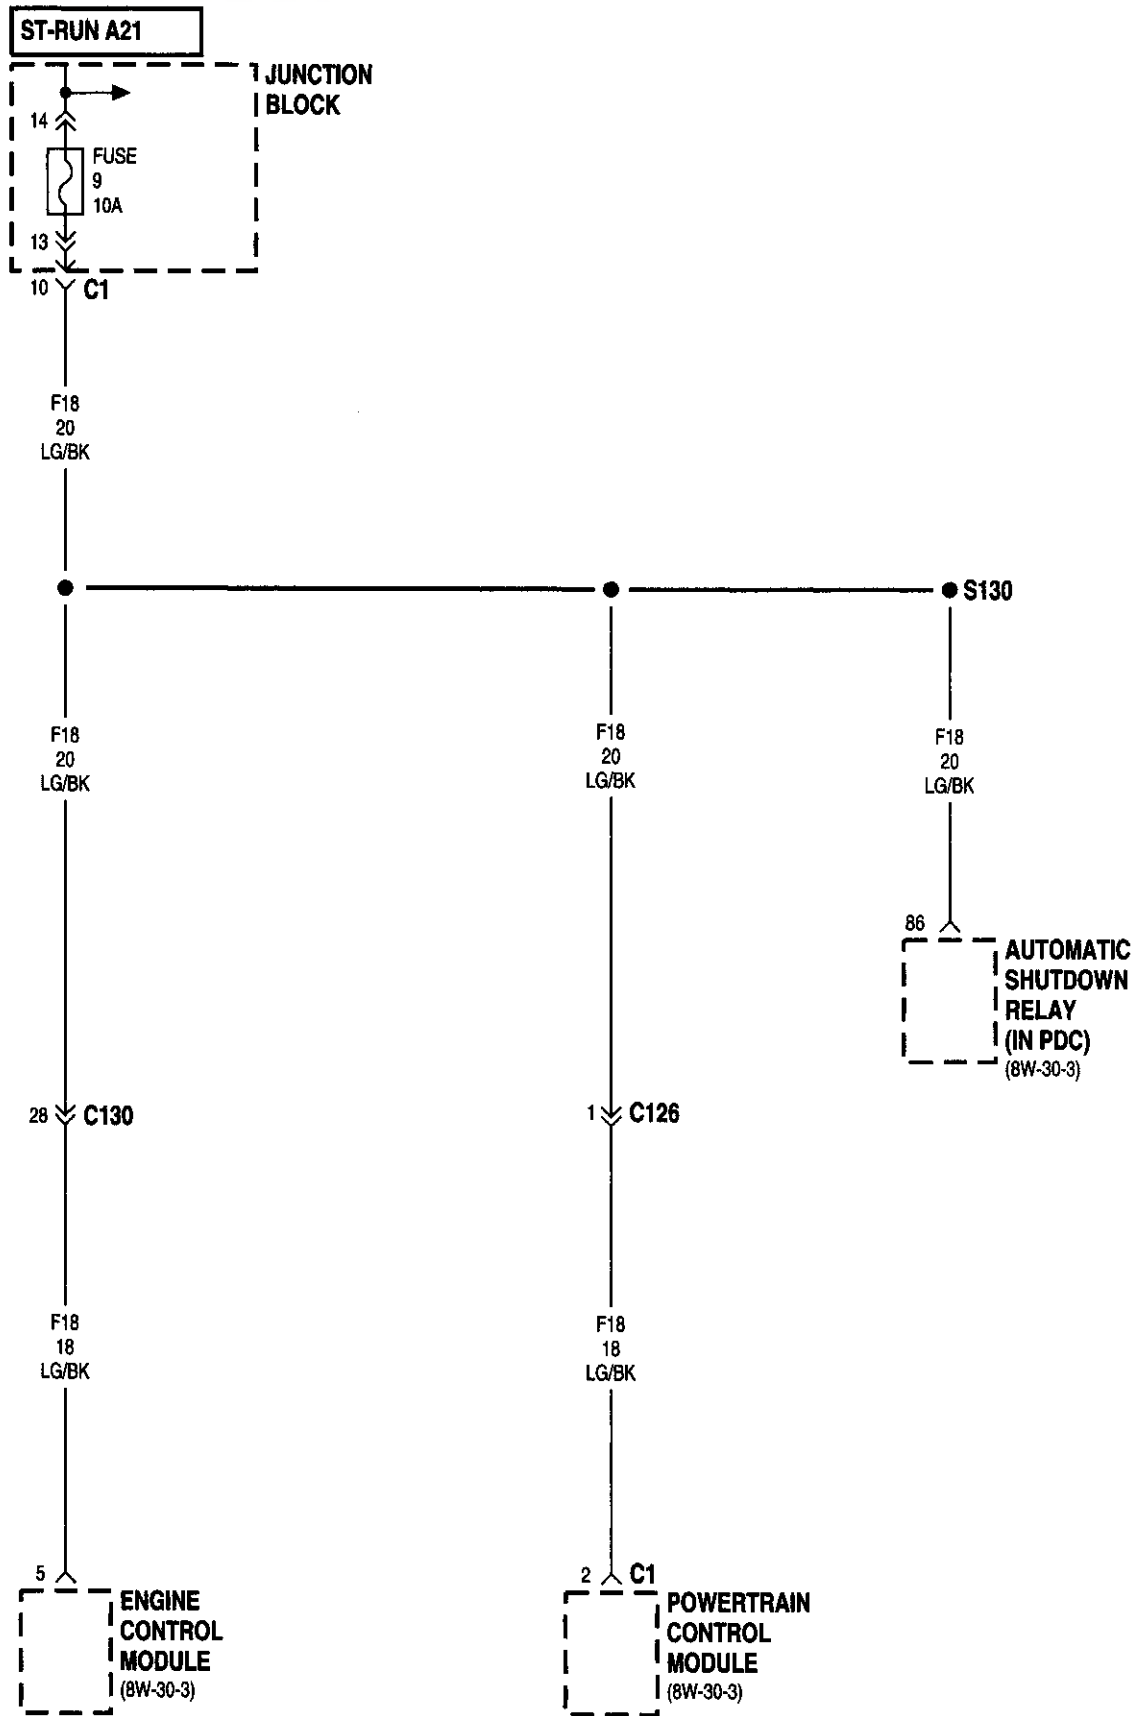 ST-RUN A21
JUNCTION
BLOCK
14
FUSE
9
10A
13
10
C1
F18
20
LG/BK
S130
F18
20
LG/BK
F18
20
LG/BK
F18
20
LG/BK
86
AUTOMATIC
SHUTDOWN
RELAY
(IN PDC)
(8W-30-3)
28
C130
1
C126
F18
18
LG/BK
F18
18
LG/BK
5
ENGINE
CONTROL
MODULE
(8W-30-3)
2
C1
POWERTRAIN
CONTROL
MODULE
(8W-30-3)